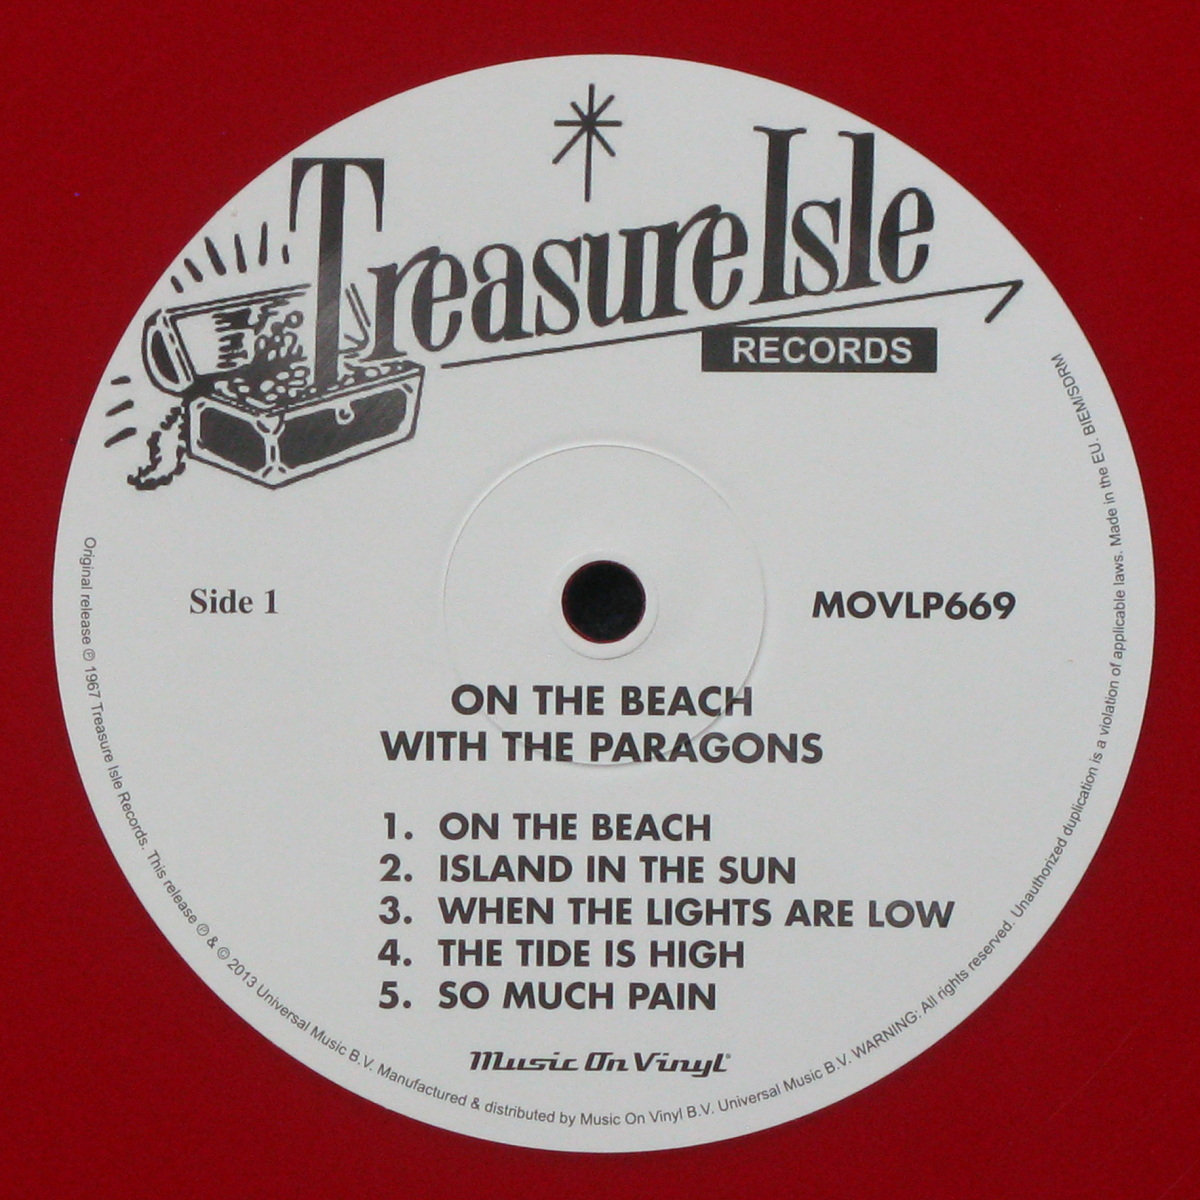 Treasure Isle
RECORDS
Side 1
MOVLP669
ON THE BEACH
WITH THE PARAGONS
1. ON THE BEACH
2. ISLAND IN THE SUN
3. WHEN THE LIGHTS ARE LOW
4. THE TIDE IS HIGH
5. SO MUCH PAIN
Music On Vinyl®
Original release ℗ 1967 Treasure Isle Records. This release ℗ & © 2013 Universal Music B.V. Manufactured & distributed by Music On Vinyl B.V. Universal Music B.V. WARNING: All rights reserved. Unauthorized duplication is a violation of applicable laws. Made in the EU. BIEM/SDRM